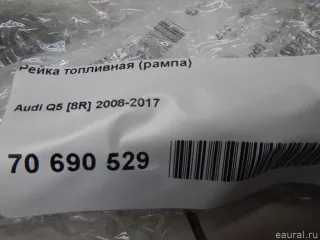 Рейка топливная (рампа)
Audi Q5 [8R] 2008-2017
70 690 529
eaural.ru